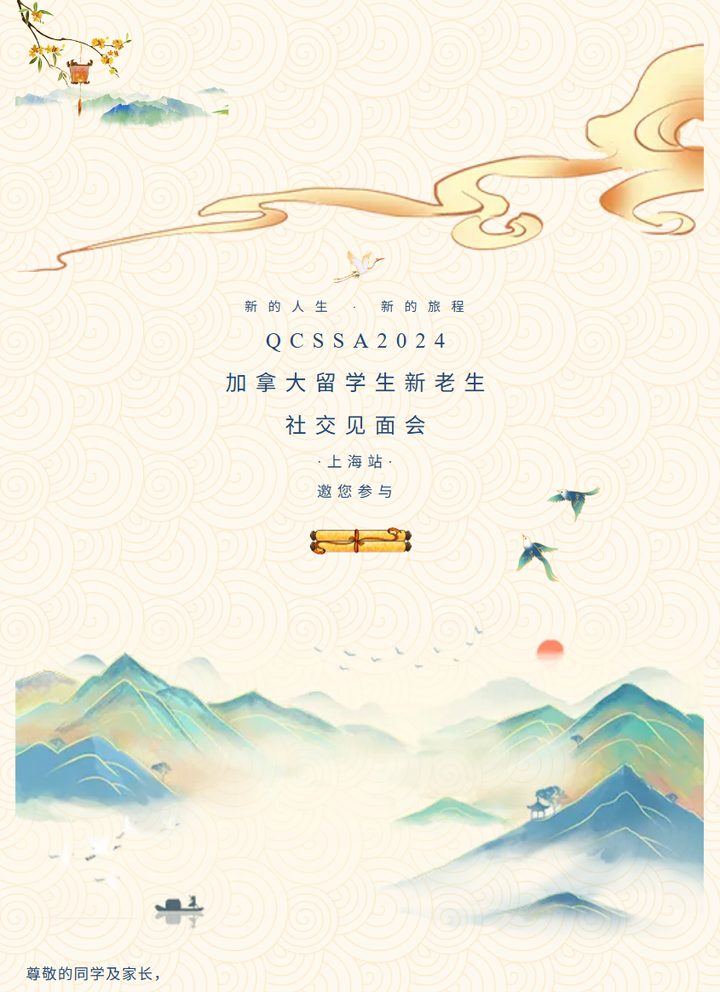 新的人生 · 新的旅程
QCSSA2024
加拿大留学生新老生
社交见面会
·上海站·
邀您参与
尊敬的同学及家长，